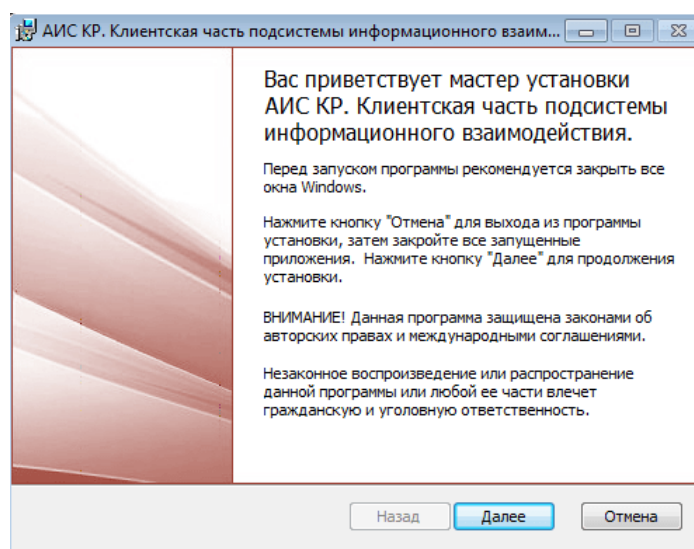 АИС КР. Клиентская часть подсистемы информационного взаим...
Вас приветствует мастер установки
АИС КР. Клиентская часть подсистемы
информационного взаимодействия.
Перед запуском программы рекомендуется закрыть все
окна Windows.
Нажмите кнопку "Отмена" для выхода из программы
установки, затем закройте все запущенные
приложения. Нажмите кнопку "Далее" для продолжения
установки.
ВНИМАНИЕ! Данная программа защищена законами об
авторских правах и международными соглашениями.
Незаконное воспроизведение или распространение
данной программы или любой ее части влечет
гражданскую и уголовную ответственность.
Назад Далее Отмена